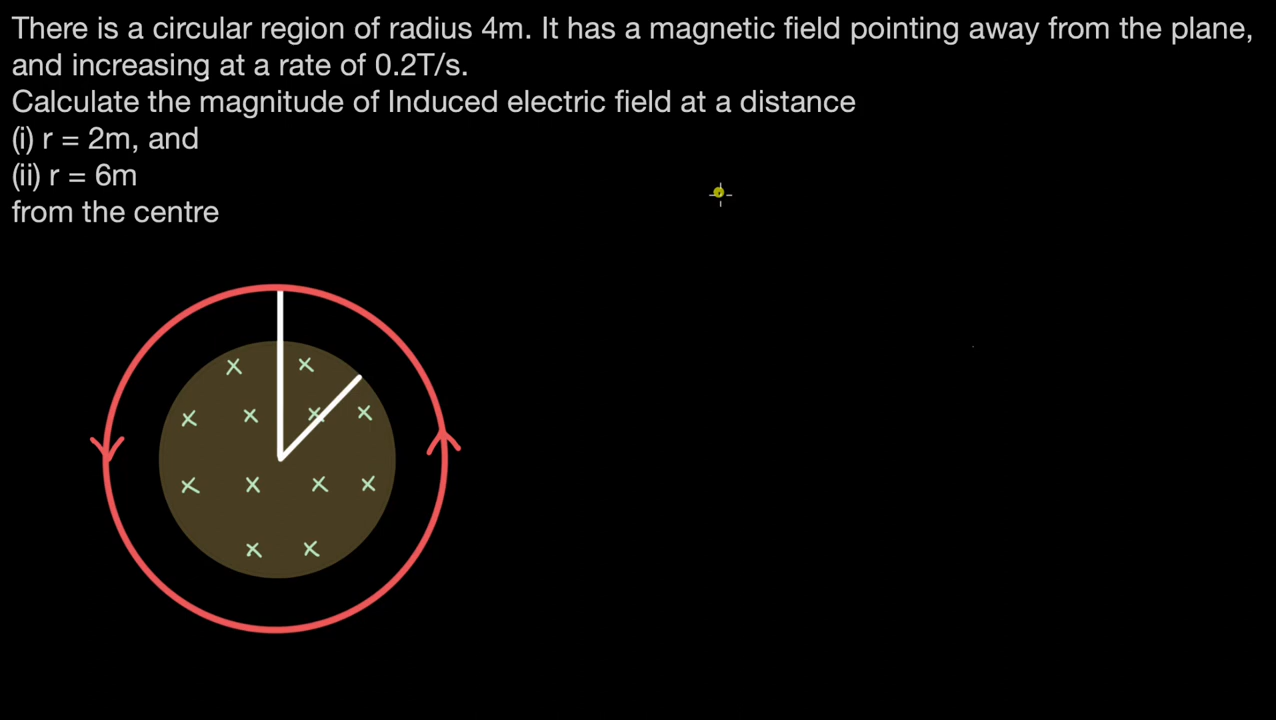 There is a circular region of radius 4m. It has a magnetic field pointing away from the plane,
and increasing at a rate of 0.2T/s.
Calculate the magnitude of Induced electric field at a distance
(i) r = 2m, and
(ii) r = 6m
from the centre
x x
x x x x
x x x x
x x